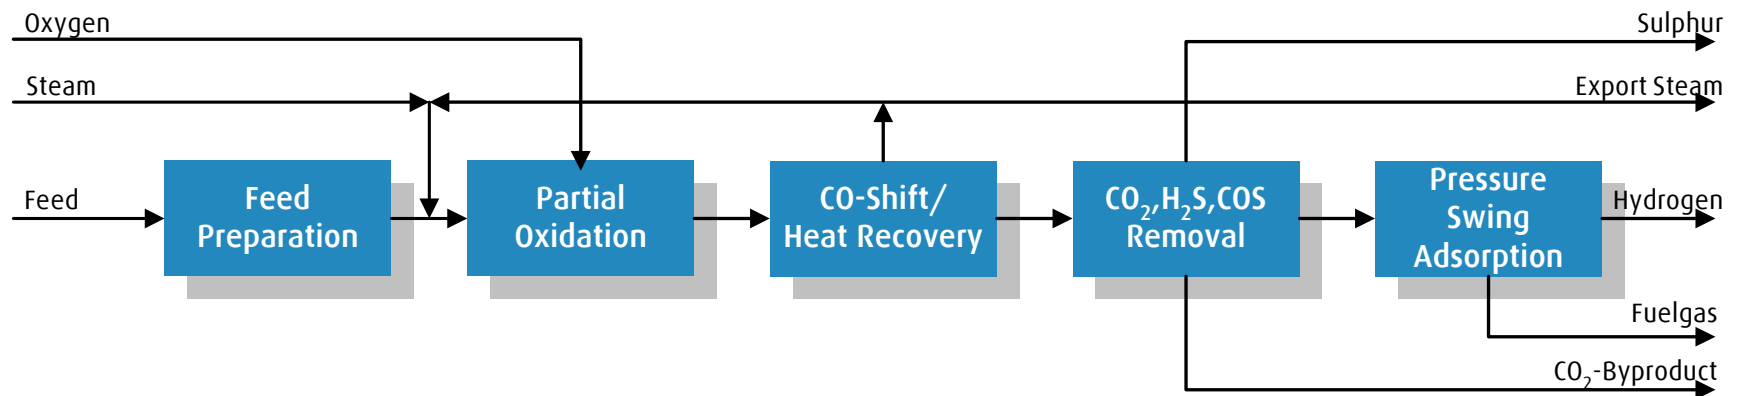 Oxygen
Sulphur
Steam
Export Steam
Feed
Feed
Preparation
Partial
Oxidation
CO-Shift/
Heat Recovery
CO₂,H₂S,COS
Removal
Pressure
Swing
Adsorption
Hydrogen
Fuelgas
CO₂-Byproduct